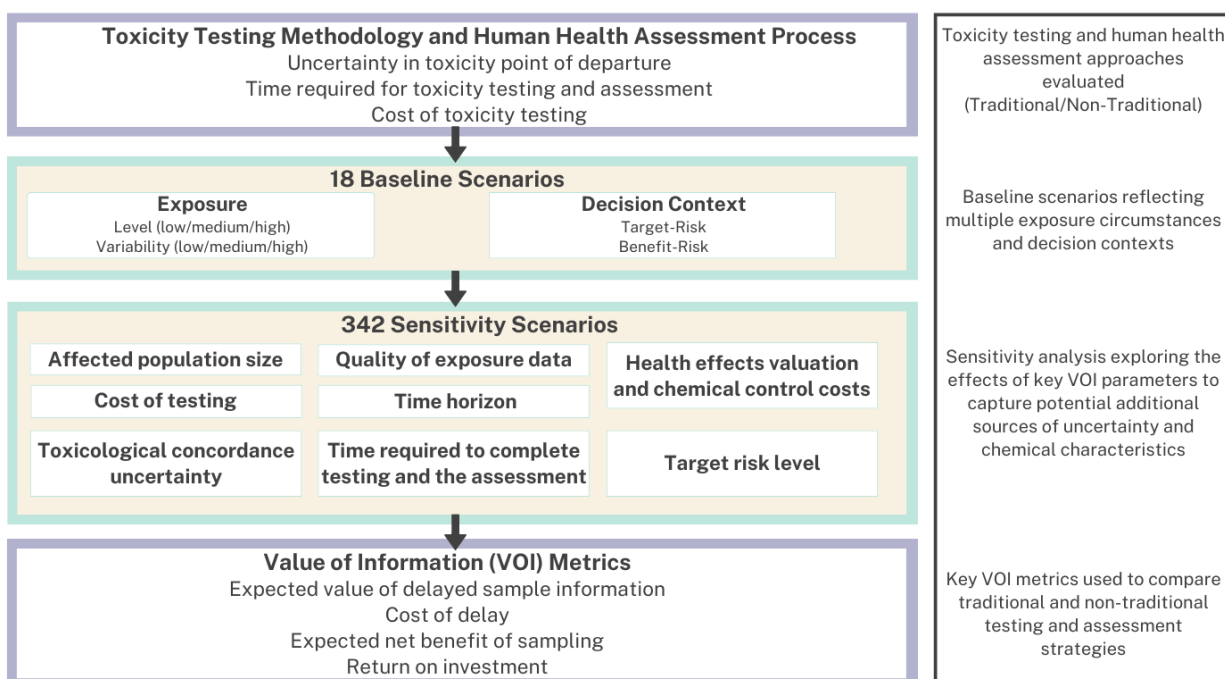 Toxicity Testing Methodology and Human Health Assessment Process
Uncertainty in toxicity point of departure
Time required for toxicity testing and assessment
Cost of toxicity testing
Toxicity testing and human health
assessment approaches
evaluated
(Traditional/Non-Traditional)
18 Baseline Scenarios
Exposure
Level (low/medium/high)
Variability (low/medium/high)
Decision Context
Target-Risk
Benefit-Risk
Baseline scenarios reflecting
multiple exposure circumstances
and decision contexts
342 Sensitivity Scenarios
Affected population size
Quality of exposure data
Health effects valuation
and chemical control costs
Cost of testing
Time horizon
Toxicological concordance
uncertainty
Time required to complete
testing and the assessment
Target risk level
Sensitivity analysis exploring the
effects of key VOI parameters to
capture potential additional
sources of uncertainty and
chemical characteristics
Value of Information (VOI) Metrics
Expected value of delayed sample information
Cost of delay
Expected net benefit of sampling
Return on investment
Key VOI metrics used to compare
traditional and non-traditional
testing and assessment
strategies